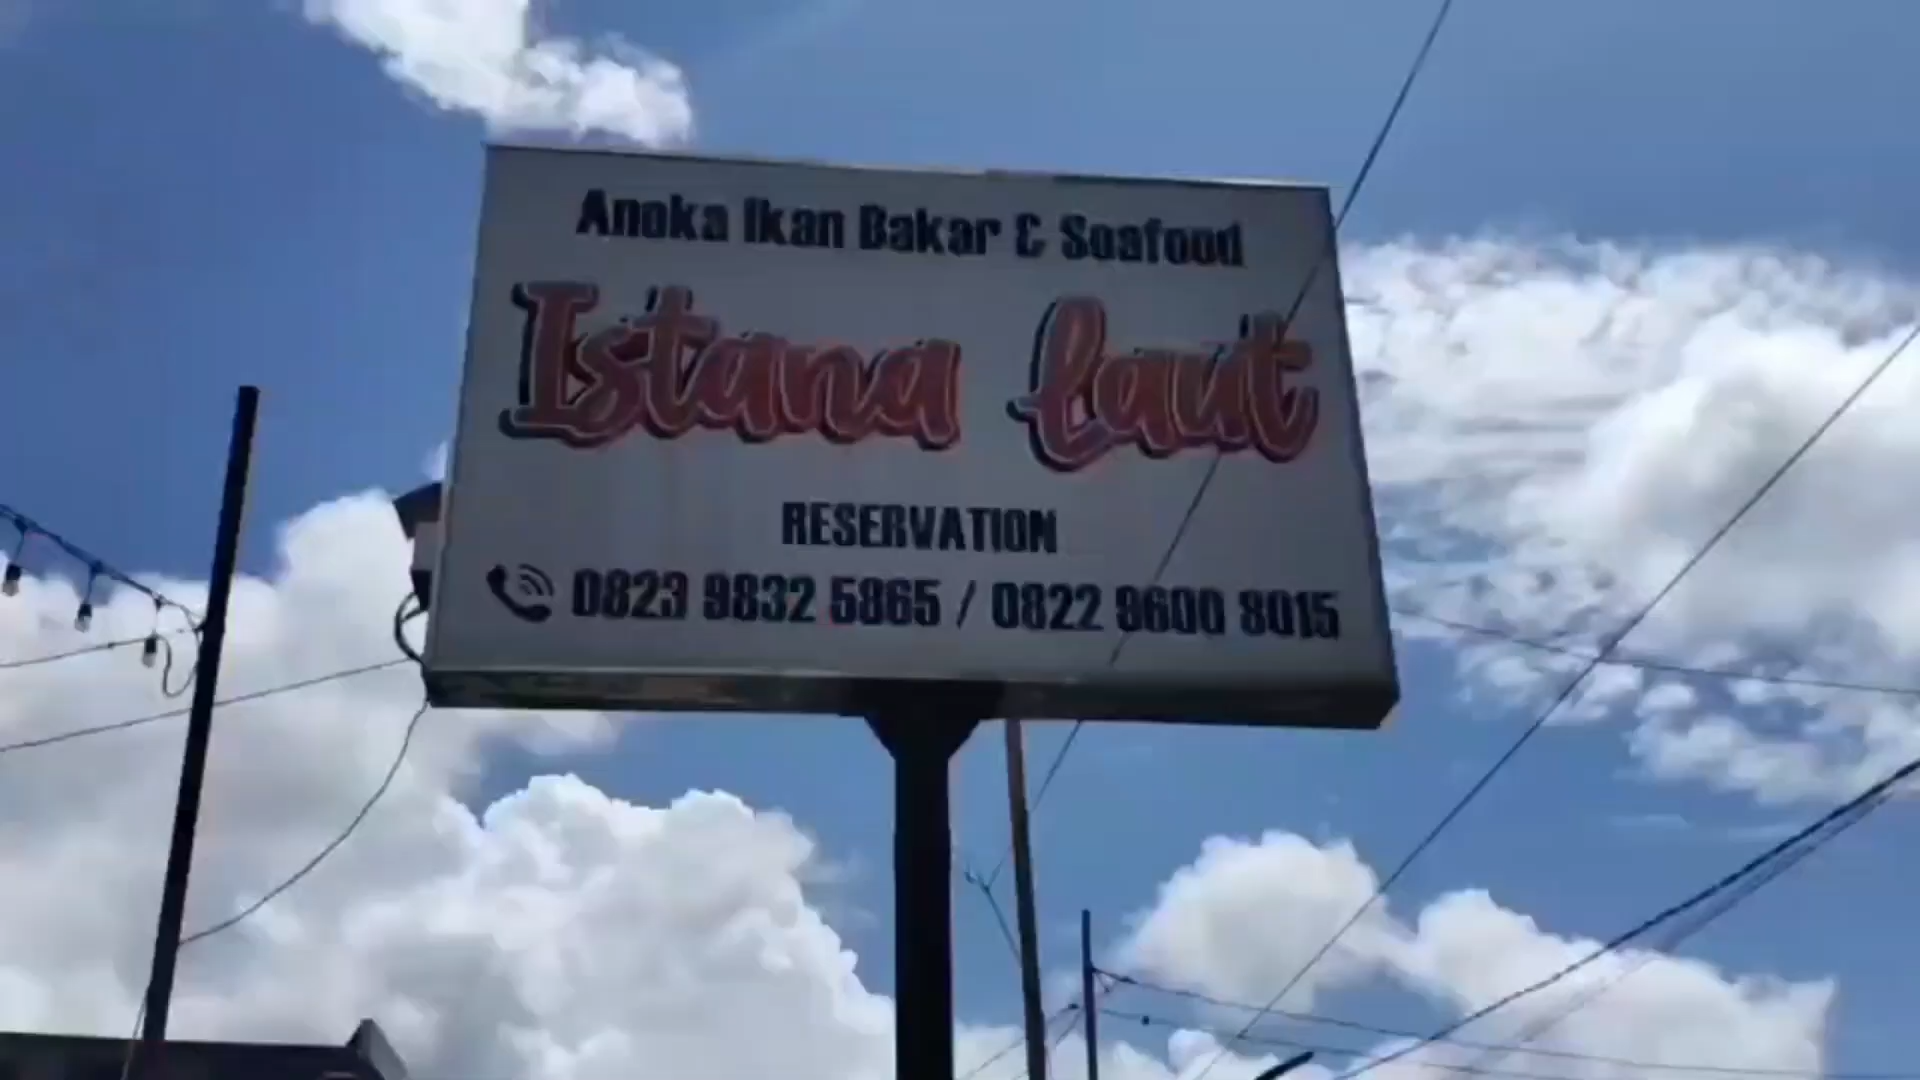 Aneka Ikan Bakar & Seafood
Istana Laut
RESERVATION
0823 9832 5865 / 0822 9600 8015